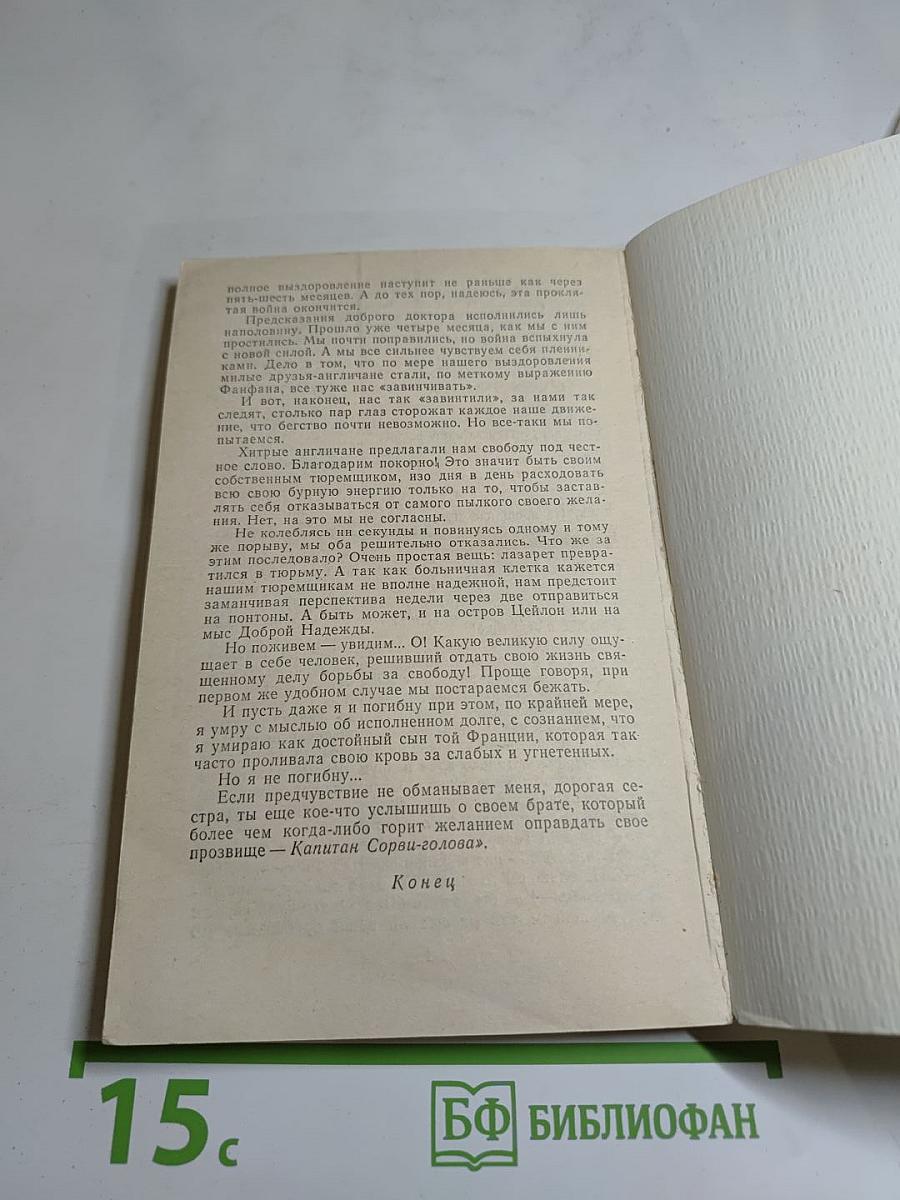 полное выздоровление наступит не раньше как через
пять-шесть месяцев. А до тех пор, надеюсь, эта прокля-
тая война окончится.
Предсказания доброго доктора исполнились лишь
наполовину. Прошло уже четыре месяца, как мы с ним
простились. Мы почти поправились, но война вспыхнула
с новой силой. А мы все сильнее чувствуем себя пленни-
ками. Дело в том, что по мере нашего выздоровления
милые друзья-англичане стали, по меткому выражению
Фанфана, все туже нас «завинчивать».
И вот, наконец, нас так «завинтили», за нами так
следят, столько пар глаз сторожат каждое наше движе-
ние, что бегство почти невозможно. Но все-таки мы по-
пытаемся.
Хитрые англичане предлагали нам свободу под чест-
ное слово. Благодарим покорно! Это значит быть своим
собственным тюремщиком, изо дня в день расходовать
всю свою бурную энергию только на то, чтобы застав-
лять себя отказываться от самого пылкого своего жела-
ния. Нет, на это мы не согласны.
Не колеблясь ни секунды и повинуясь одному и тому
же порыву, мы оба решительно отказались. Что же за
этим последовало? Очень простая вещь: лазарет превра-
тился в тюрьму. А так как больничная клетка кажется
нашим тюремщикам не вполне надежной, нам предстоит
заманчивая перспектива недели через две отправиться
на понтоны. А быть может, и на остров Цейлон или на
мыс Доброй Надежды.
Но поживем — увидим... О! Какую великую силу ощу-
щает в себе человек, решивший отдать свою жизнь свя-
щенному делу борьбы за свободу! Проще говоря, при
первом же удобном случае мы постараемся бежать.
И пусть даже я и погибну при этом, по крайней мере,
я умру с мыслью об исполненном долге, с сознанием, что
я умираю как достойный сын той Франции, которая так
часто проливала свою кровь за слабых и угнетенных.
Но я не погибну...
Если предчувствие не обманывает меня, дорогая се-
стра, ты еще кое-что услышишь о своем брате, который
более чем когда-либо горит желанием оправдать свое
прозвище — Капитан Сорви-голова».
Конец
15 с
БФ БИБЛИОФАН